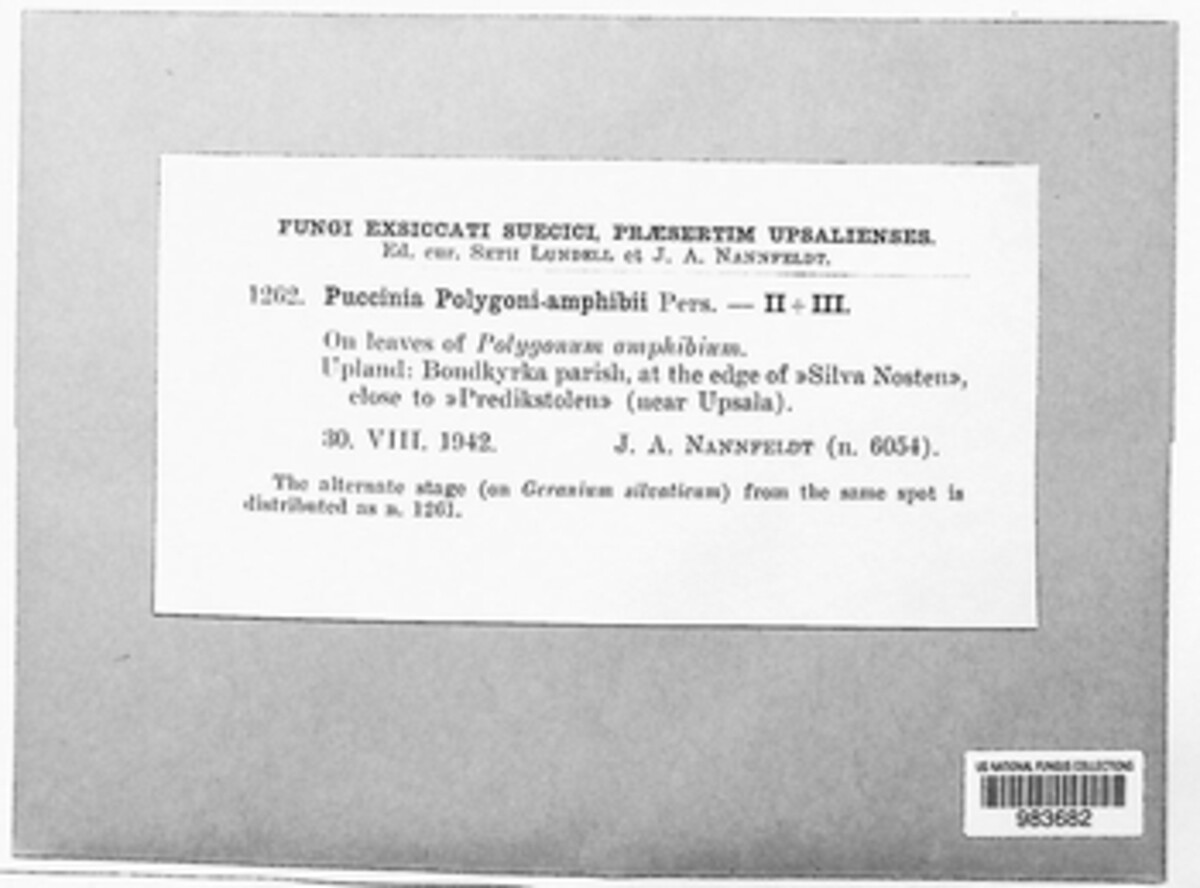 FUNGI EXSICCATI SUECICI, PRÆSERTIM UPSALIENSES.
Ed. cur. SETH LUNDELL et J. A. NANNFELDT.
1262. Puccinia Polygoni-amphibii Pers. — II + III.
On leaves of Polygonum amphibium.
Upland: Bondkyrka parish, at the edge of »Silva Nosten»,
close to »Predikstolen» (near Upsala).
30. VIII. 1942. J. A. NANNFELDT (n. 6054).
The alternate stage (on Geranium silvaticum) from the same spot is
distributed as n. 1261.
US NATIONAL FUNGUS COLLECTIONS
983682